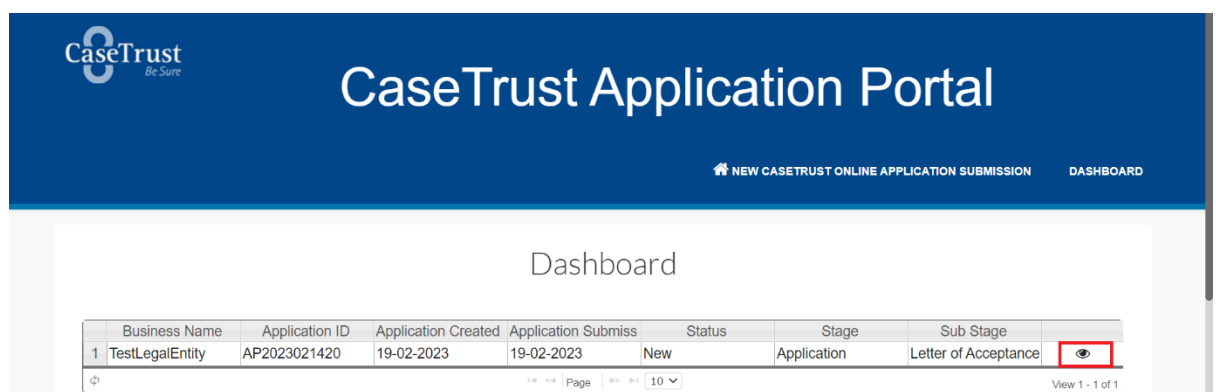 CaseTrust
Be Sure
CaseTrust Application Portal
NEW CASETRUST ONLINE APPLICATION SUBMISSION DASHBOARD
Dashboard
Business Name Application ID Application Created Application Submiss Status Stage Sub Stage
1 TestLegalEntity AP2023021420 19-02-2023 19-02-2023 New Application Letter of Acceptance
Page 10 View 1 - 1 of 1